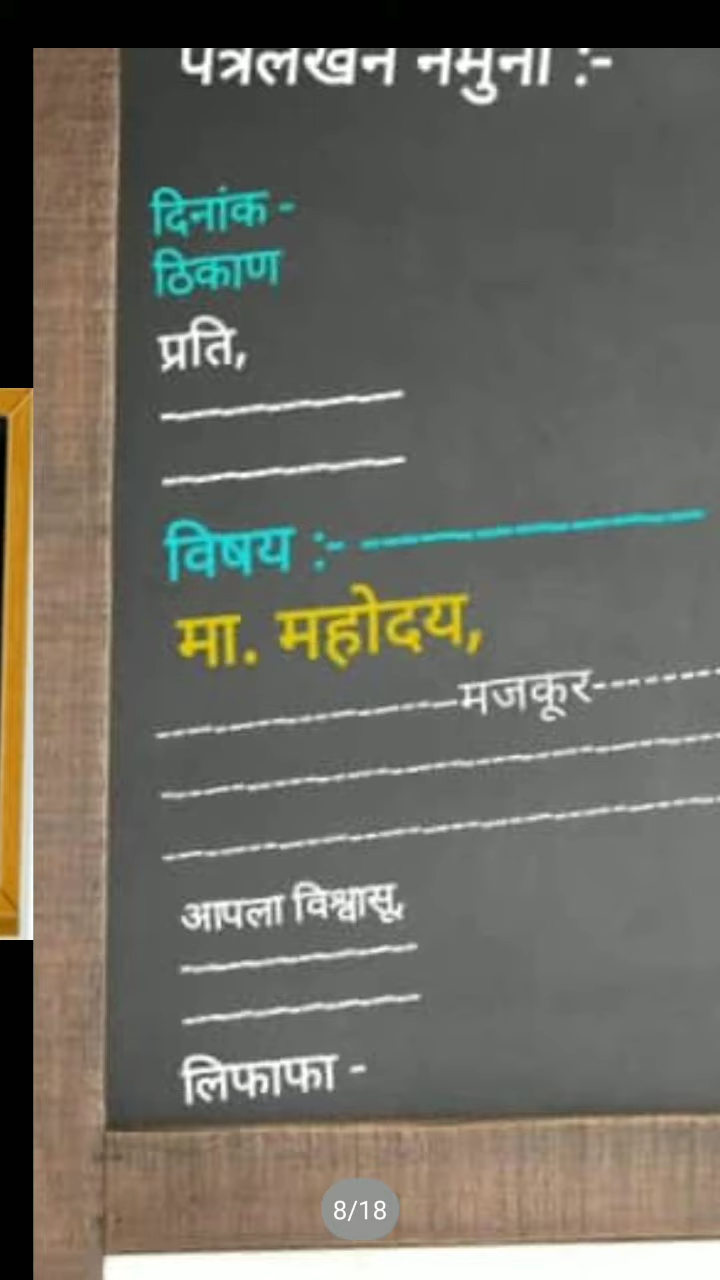 पत्रलेखन नमुना :-
दिनांक -
ठिकाण
प्रति,
विषय :- -------------------
मा. महोदय,
-----------------मजकूर--------
आपला विश्वासू,
लिफाफा -
8/18